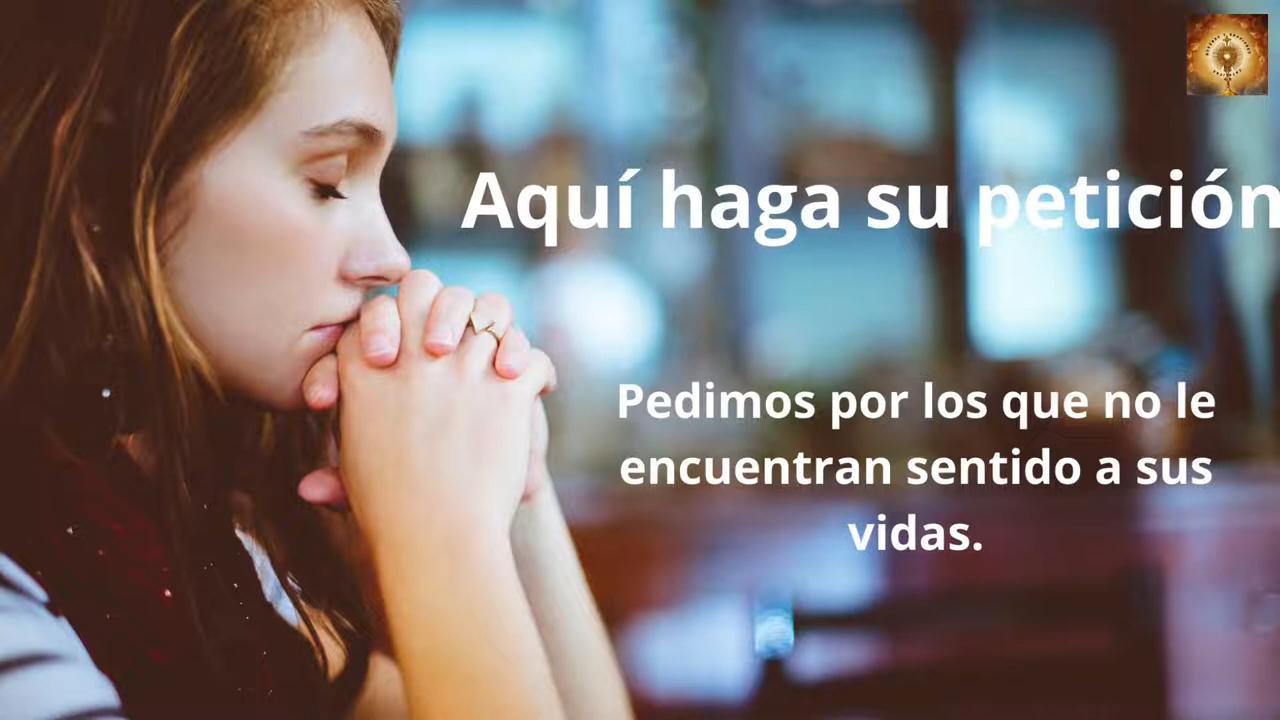 Aquí haga su petición
Pedimos por los que no le
encuentran sentido a sus
vidas.